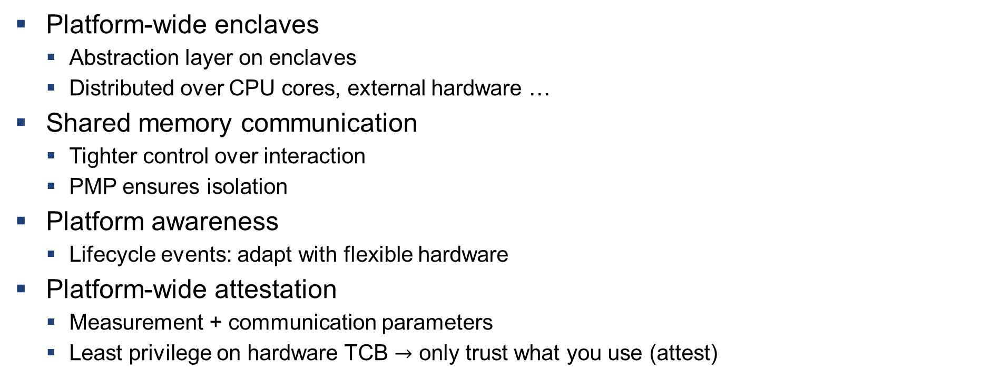 Platform-wide enclaves
Abstraction layer on enclaves
Distributed over CPU cores, external hardware …
Shared memory communication
Tighter control over interaction
PMP ensures isolation
Platform awareness
Lifecycle events: adapt with flexible hardware
Platform-wide attestation
Measurement + communication parameters
Least privilege on hardware TCB → only trust what you use (attest)